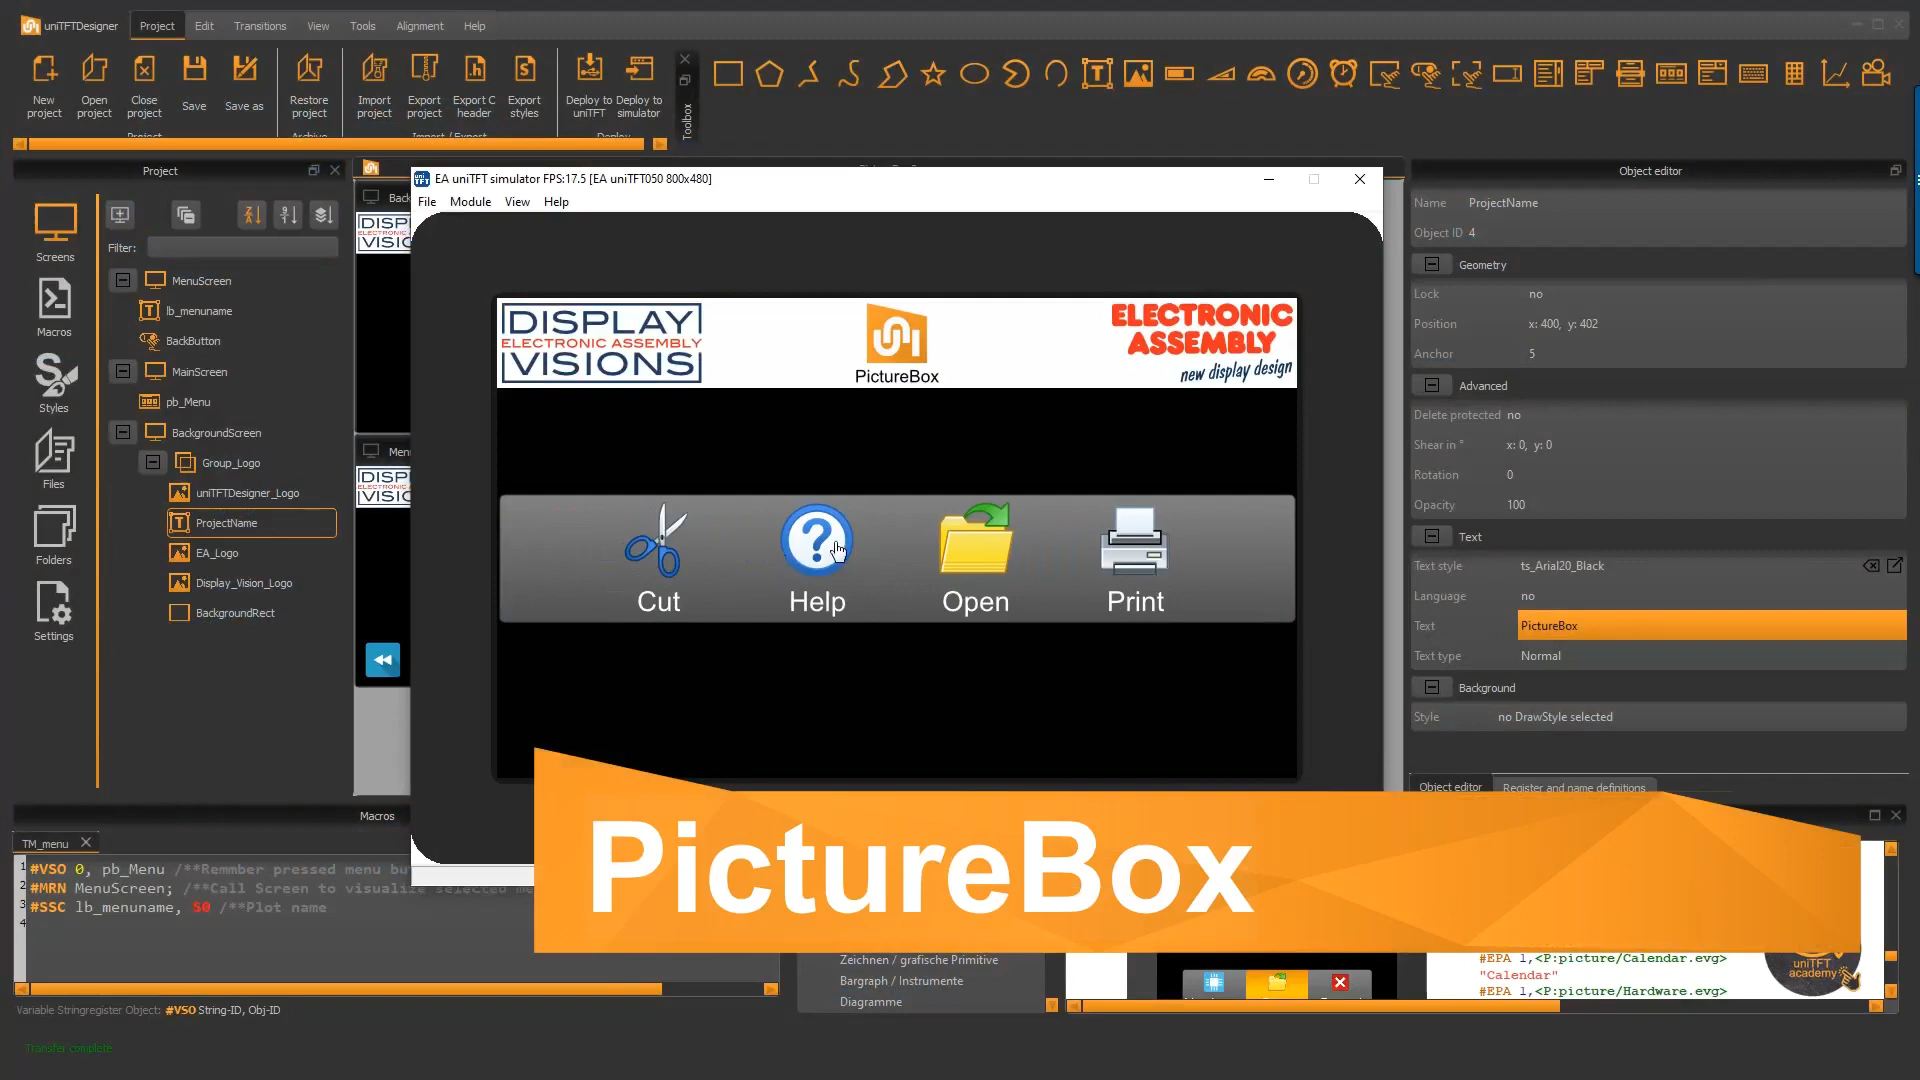 uniTFTDesigner
Project
Edit
Transitions
View
Tools
Alignment
Help
New project
Open project
Close project
Save
Save as
Restore project
Import project
Export project
Export C header
Export styles
Deploy to uniTFT
Deploy to simulator
Toolbox
Project
Screens
Macros
Styles
Files
Folders
Settings
Filter:
MenuScreen
lb_menuname
BackButton
MainScreen
pb_Menu
BackgroundScreen
Group_Logo
uniTFTDesigner_Logo
ProjectName
EA_Logo
Display_Vision_Logo
BackgroundRect
EA uniTFT simulator FPS:17.5 [EA uniTFT050 800x480]
File Module View Help
DISPLAY
ELECTRONIC ASSEMBLY
VISIONS
PictureBox
ELECTRONIC
ASSEMBLY
new display design
Cut
Help
Open
Print
Object editor
Name ProjectName
Object ID 4
Geometry
Lock no
Position x: 400, y: 402
Anchor 5
Advanced
Delete protected no
Shear in ° x: 0, y: 0
Rotation 0
Opacity 100
Text
Text style ts_Arial20_Black
Language no
Text PictureBox
Text type Normal
Background
Style no DrawStyle selected
Object editor
Register and name definitions
Macros
TM_menu
1 #VSO 0, pb_Menu /**Remmber pressed menu bu
2 #MRN MenuScreen; /**Call Screen to visualize selected me
3 #SSC lb_menuname, S0 /**Plot name
4
PictureBox
Zeichnen / grafische Primitive
Bargraph / Instrumente
Diagramme
#EPA 1,<P:picture/Calendar.evg>
"Calendar"
#EPA 1,<P:picture/Hardware.evg>
uniTFT
academy
Variable Stringregister Object: #VSO String-ID, Obj-ID
Transfer complete